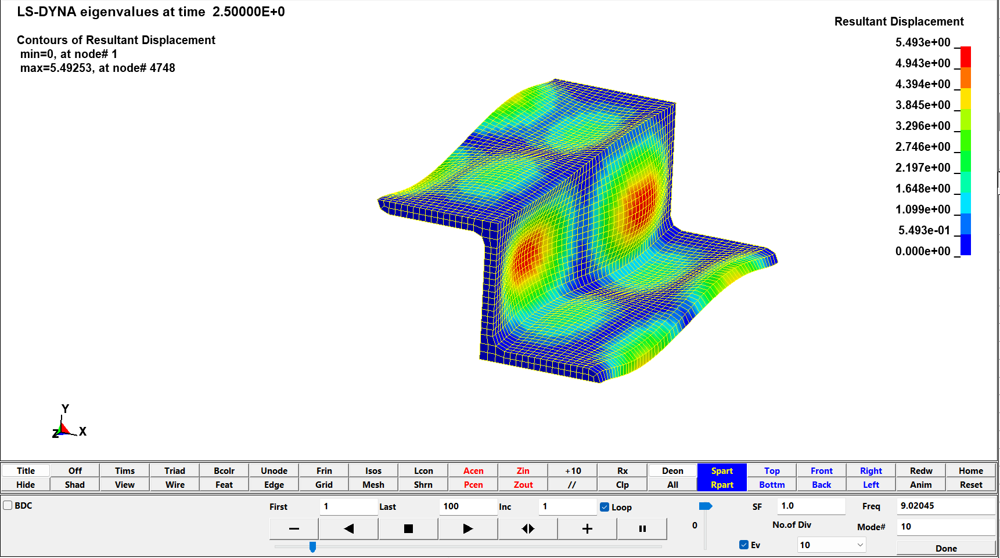 LS-DYNA eigenvalues at time 2.50000E+0
Contours of Resultant Displacement
min=0, at node# 1
max=5.49253, at node# 4748
Resultant Displacement
5.493e+00
4.943e+00
4.394e+00
3.845e+00
3.296e+00
2.746e+00
2.197e+00
1.648e+00
1.099e+00
5.493e-01
0.000e+00
Y
Z X
Title Off Tims Triad Bcolr Unode Frin Isos Lcon Acen Zin +10 Rx Deon Spart Top Front Right Redw Home
Hide Shad View Wire Feat Edge Grid Mesh Shrn Pcen Zout // Clp All Rpart Bottm Back Left Anim Reset
BDC First 1 Last 100 Inc 1 Loop SF 1.0 Freq 9.02045
0 No.of Div Mode# 10
Ev 10 Done